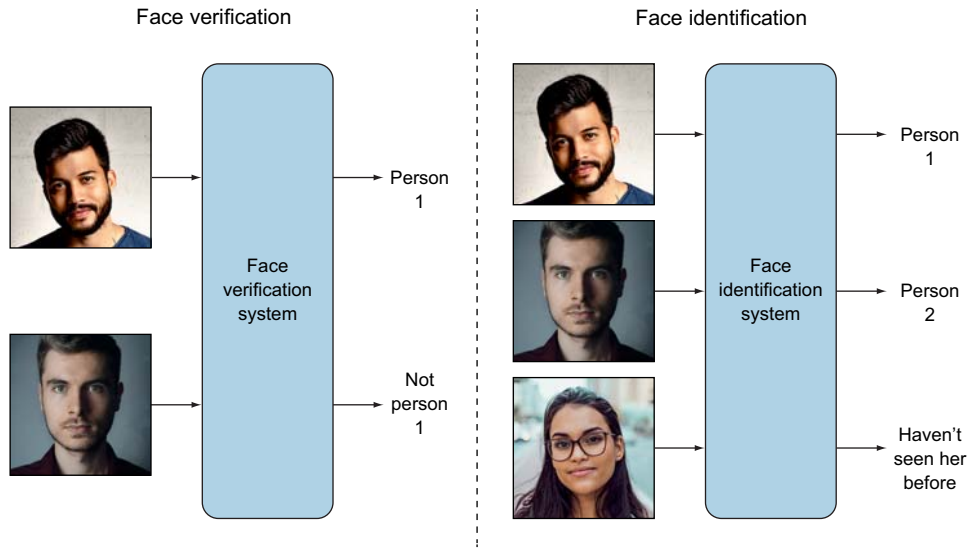 Face verification
Face
verification
system
Person
1
Not
person
1
Face identification
Face
identification
system
Person
1
Person
2
Haven't
seen her
before